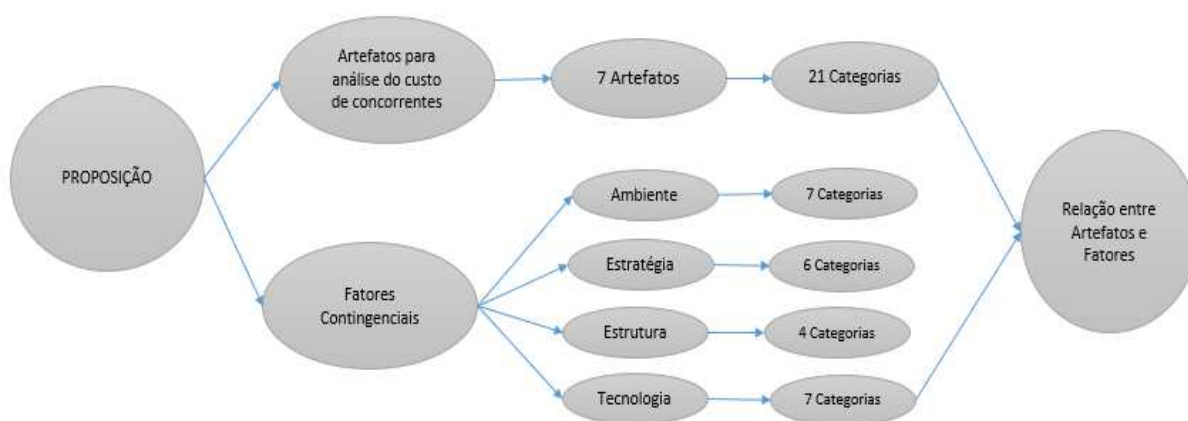 PROPOSIÇÃO
Artefatos para
análise do custo
de concorrentes
7 Artefatos
21 Categorias
Fatores
Contingenciais
Ambiente
7 Categorias
Estratégia
6 Categorias
Estrutura
4 Categorias
Tecnologia
7 Categorias
Relação entre
Artefatos e
Fatores